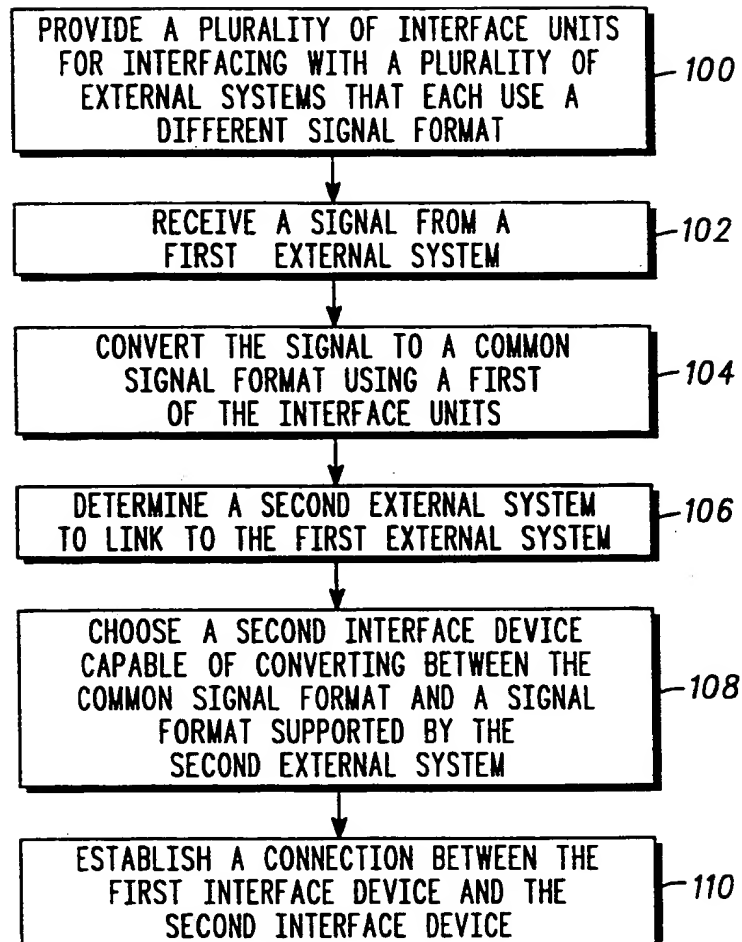 PROVIDE A PLURALITY OF INTERFACE UNITS
FOR INTERFACING WITH A PLURALITY OF
EXTERNAL SYSTEMS THAT EACH USE A
DIFFERENT SIGNAL FORMAT
100
RECEIVE A SIGNAL FROM A
FIRST EXTERNAL SYSTEM
102
CONVERT THE SIGNAL TO A COMMON
SIGNAL FORMAT USING A FIRST
OF THE INTERFACE UNITS
104
DETERMINE A SECOND EXTERNAL SYSTEM
TO LINK TO THE FIRST EXTERNAL SYSTEM
106
CHOOSE A SECOND INTERFACE DEVICE
CAPABLE OF CONVERTING BETWEEN THE
COMMON SIGNAL FORMAT AND A SIGNAL
FORMAT SUPPORTED BY THE
SECOND EXTERNAL SYSTEM
108
ESTABLISH A CONNECTION BETWEEN THE
FIRST INTERFACE DEVICE AND THE
SECOND INTERFACE DEVICE
110